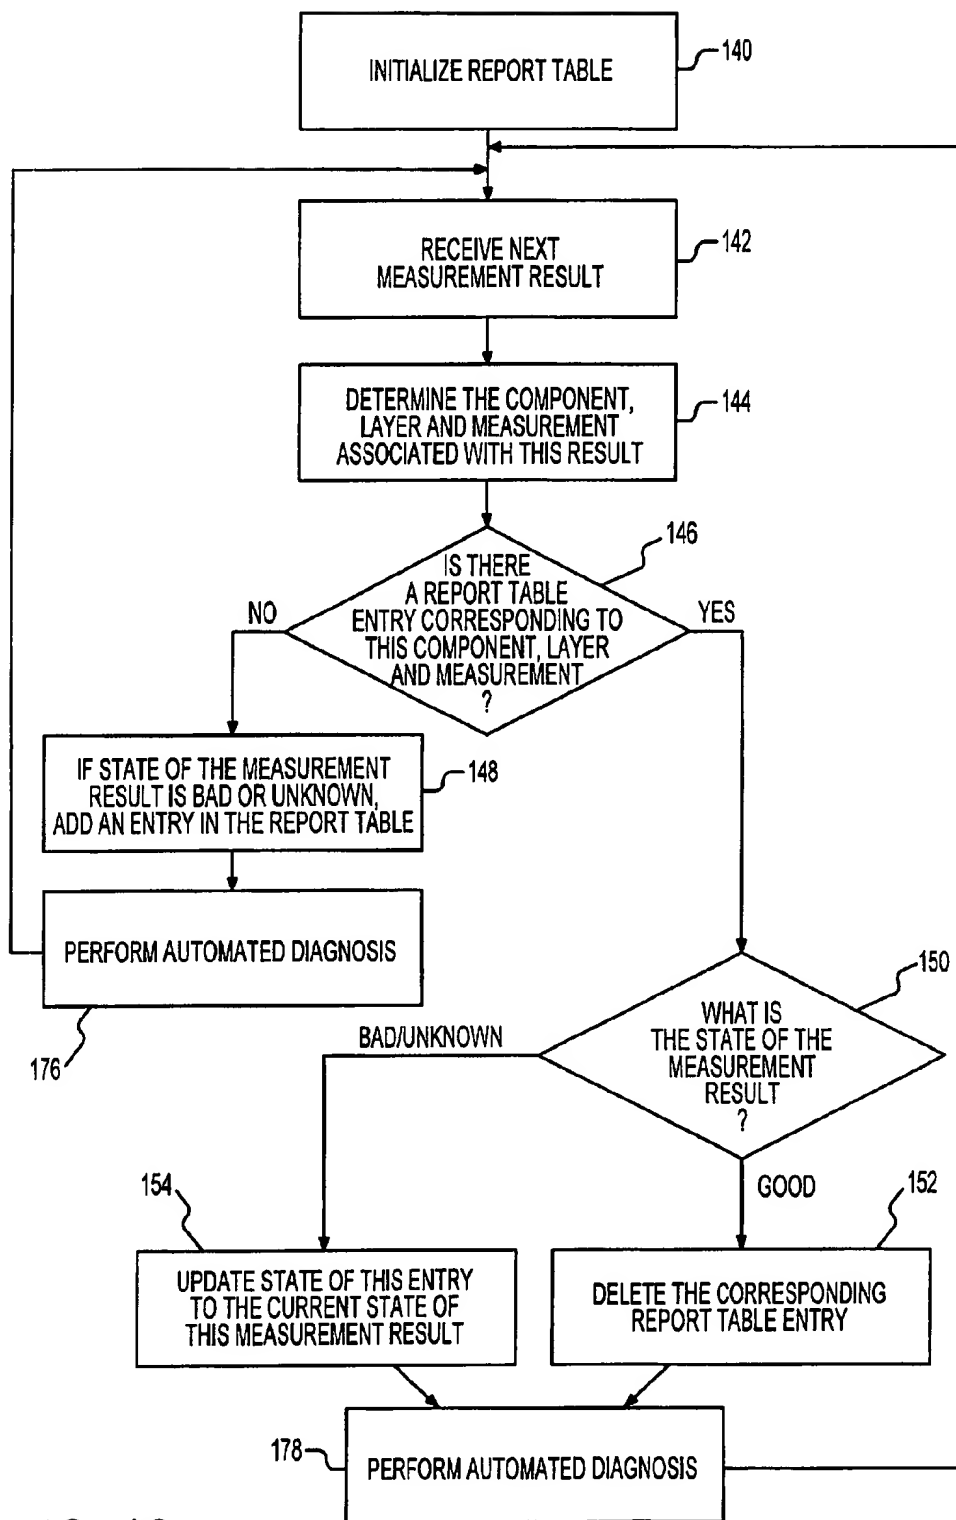 INITIALIZE REPORT TABLE
140
RECEIVE NEXT
MEASUREMENT RESULT
142
DETERMINE THE COMPONENT,
LAYER AND MEASUREMENT
ASSOCIATED WITH THIS RESULT
144
IS THERE
A REPORT TABLE
ENTRY CORRESPONDING TO
THIS COMPONENT, LAYER
AND MEASUREMENT
?
146
NO
YES
IF STATE OF THE MEASUREMENT
RESULT IS BAD OR UNKNOWN,
ADD AN ENTRY IN THE REPORT TABLE
148
PERFORM AUTOMATED DIAGNOSIS
176
WHAT IS
THE STATE OF THE
MEASUREMENT
RESULT
?
150
BAD/UNKNOWN
GOOD
154
UPDATE STATE OF THIS ENTRY
TO THE CURRENT STATE OF
THIS MEASUREMENT RESULT
152
DELETE THE CORRESPONDING
REPORT TABLE ENTRY
178
PERFORM AUTOMATED DIAGNOSIS